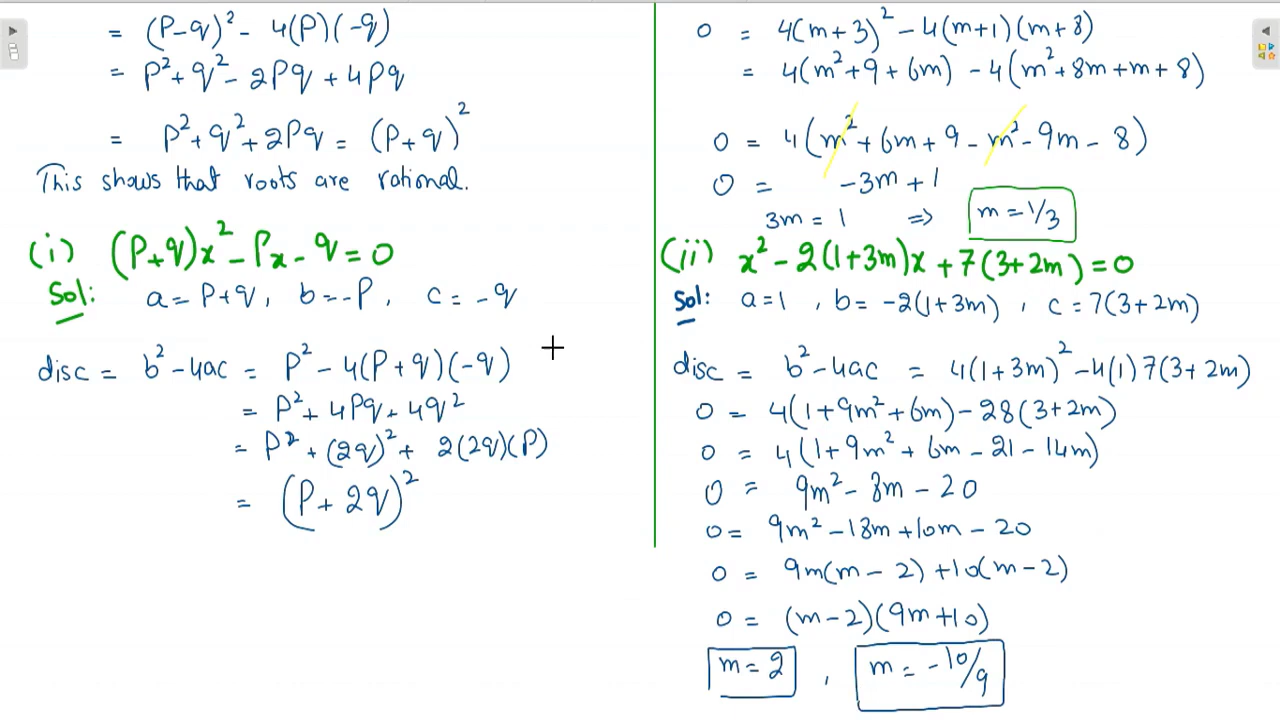 = (P-q)² - 4(P)(-q)
= P² + q² - 2Pq + 4Pq
= P² + q² + 2Pq = (P+q)²
This shows that roots are rational.
(i) (P+q)x² - Px - q = 0
Sol: a = P+q, b = -P, c = -q
disc = b² - 4ac = P² - 4(P+q)(-q)
= P² + 4Pq + 4q²
= P² + (2q)² + 2(2q)(P)
= (P + 2q)²
0 = 4(m+3)² - 4(m+1)(m+8)
= 4(m² + 9 + 6m) - 4(m² + 8m + m + 8)
0 = 4(m² + 6m + 9 - m² - 9m - 8)
0 = -3m + 1
3m = 1 ⇒ m = 1/3
(ii) x² - 2(1+3m)x + 7(3+2m) = 0
Sol: a = 1, b = -2(1+3m), c = 7(3+2m)
disc = b² - 4ac = 4(1+3m)² - 4(1)7(3+2m)
0 = 4(1 + 9m² + 6m) - 28(3+2m)
0 = 4(1 + 9m² + 6m - 21 - 14m)
0 = 9m² - 8m - 20
0 = 9m² - 18m + 10m - 20
0 = 9m(m - 2) + 10(m - 2)
0 = (m - 2)(9m + 10)
m = 2, m = -10/9